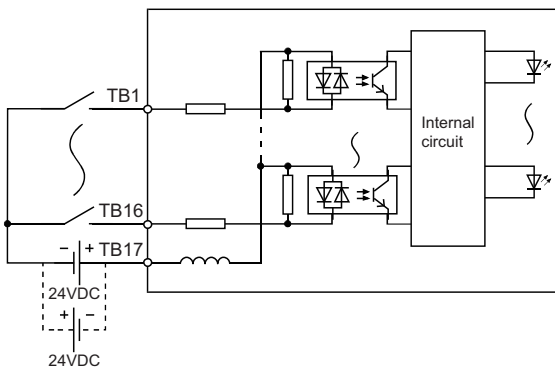 TB1
Internal
circuit
TB16
TB17
− +
24VDC
+ −
24VDC